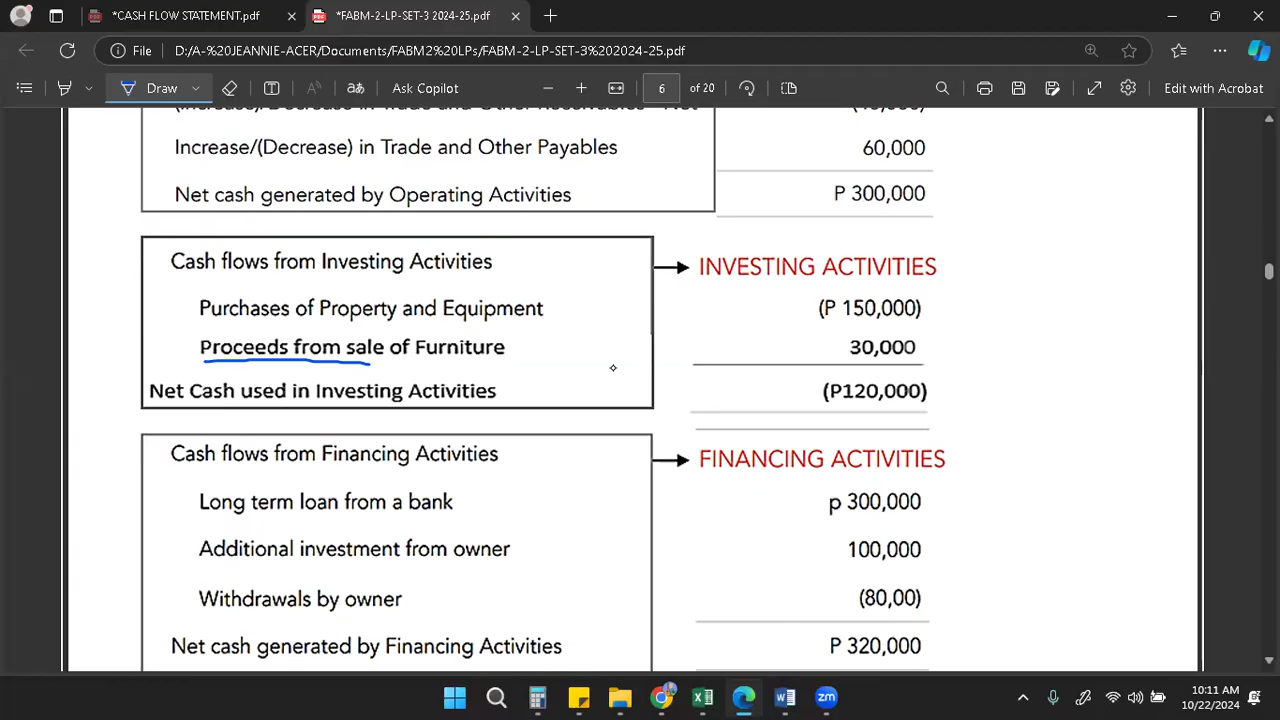 *CASH FLOW STATEMENT.pdf
*FABM-2-LP-SET-3 2024-25.pdf
File D:/A-%20JEANNIE-ACER/Documents/FABM2%20LPs/FABM-2-LP-SET-3%202024-25.pdf
Draw Ask Copilot 6 of 20 Edit with Acrobat
Increase/(Decrease) in Trade and Other Payables 60,000
Net cash generated by Operating Activities P 300,000
Cash flows from Investing Activities INVESTING ACTIVITIES
Purchases of Property and Equipment (P 150,000)
Proceeds from sale of Furniture 30,000
Net Cash used in Investing Activities (P120,000)
Cash flows from Financing Activities FINANCING ACTIVITIES
Long term loan from a bank p 300,000
Additional investment from owner 100,000
Withdrawals by owner (80,00)
Net cash generated by Financing Activities P 320,000
10:11 AM
10/22/2024